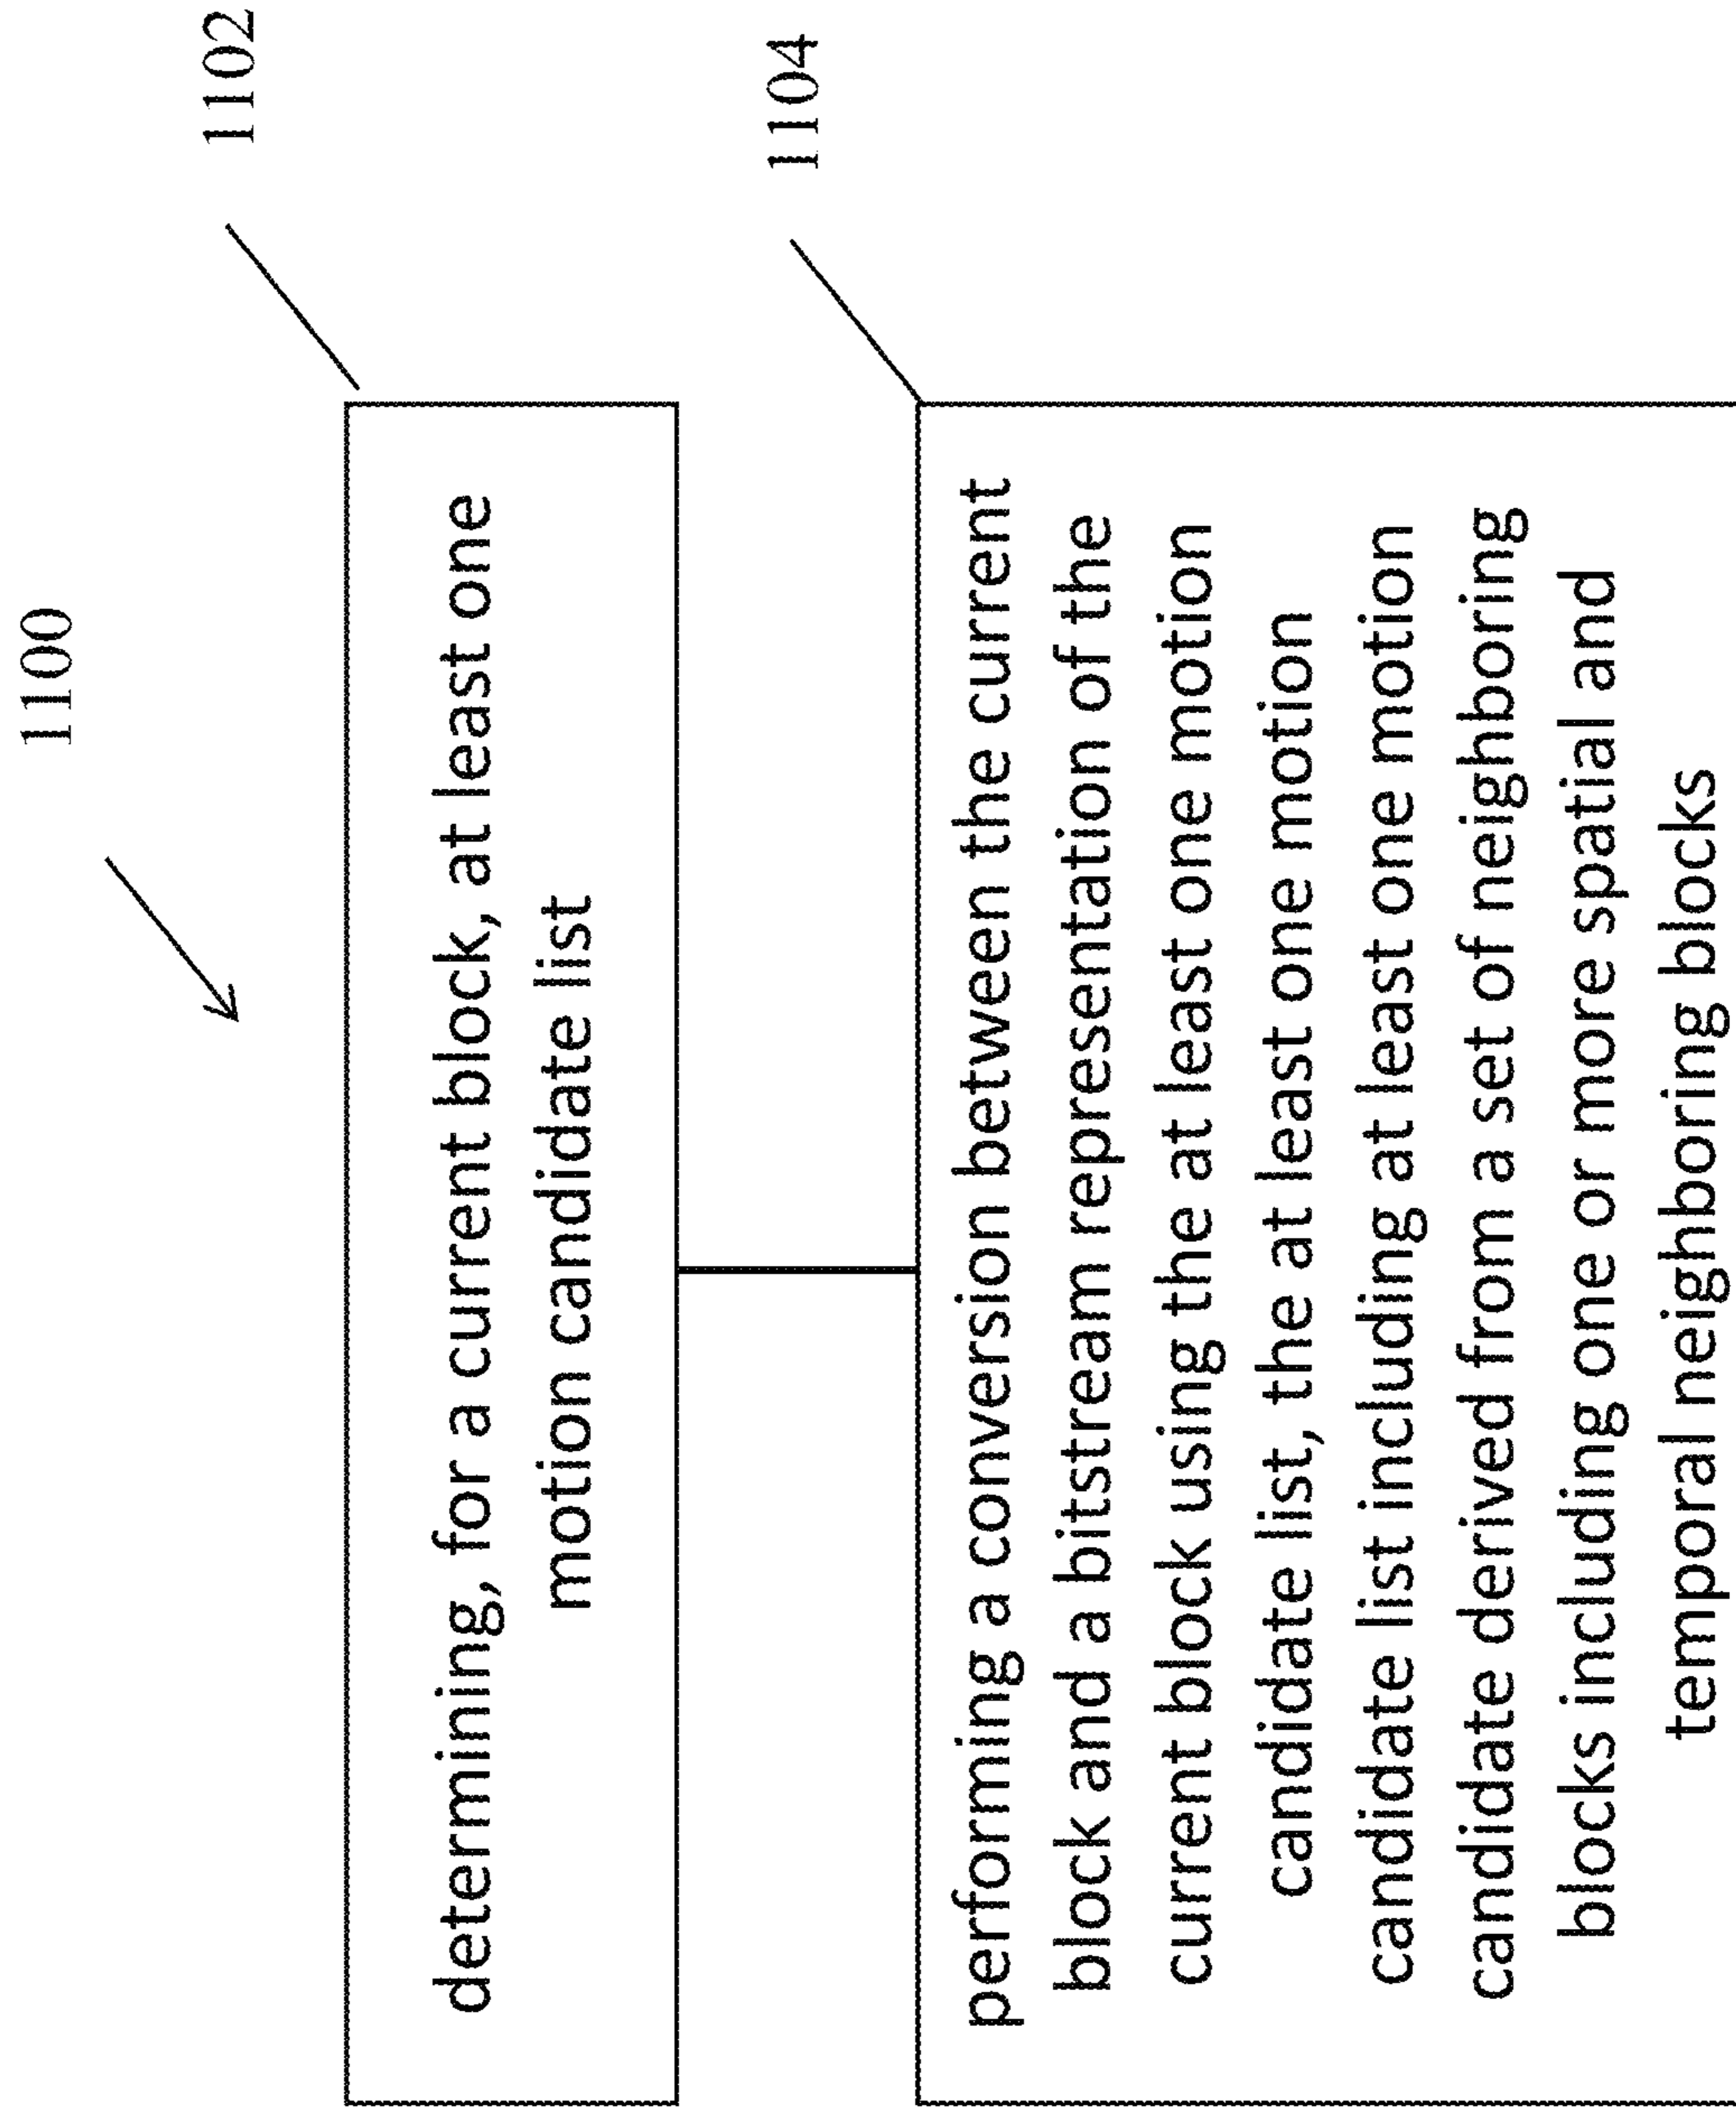 1100
1102
determining, for a current block, at least one
motion candidate list
1104
performing a conversion between the current
block and a bitstream representation of the
current block using the at least one motion
candidate list, the at least one motion
candidate list including at least one motion
candidate derived from a set of neighboring
blocks including one or more spatial and
temporal neighboring blocks